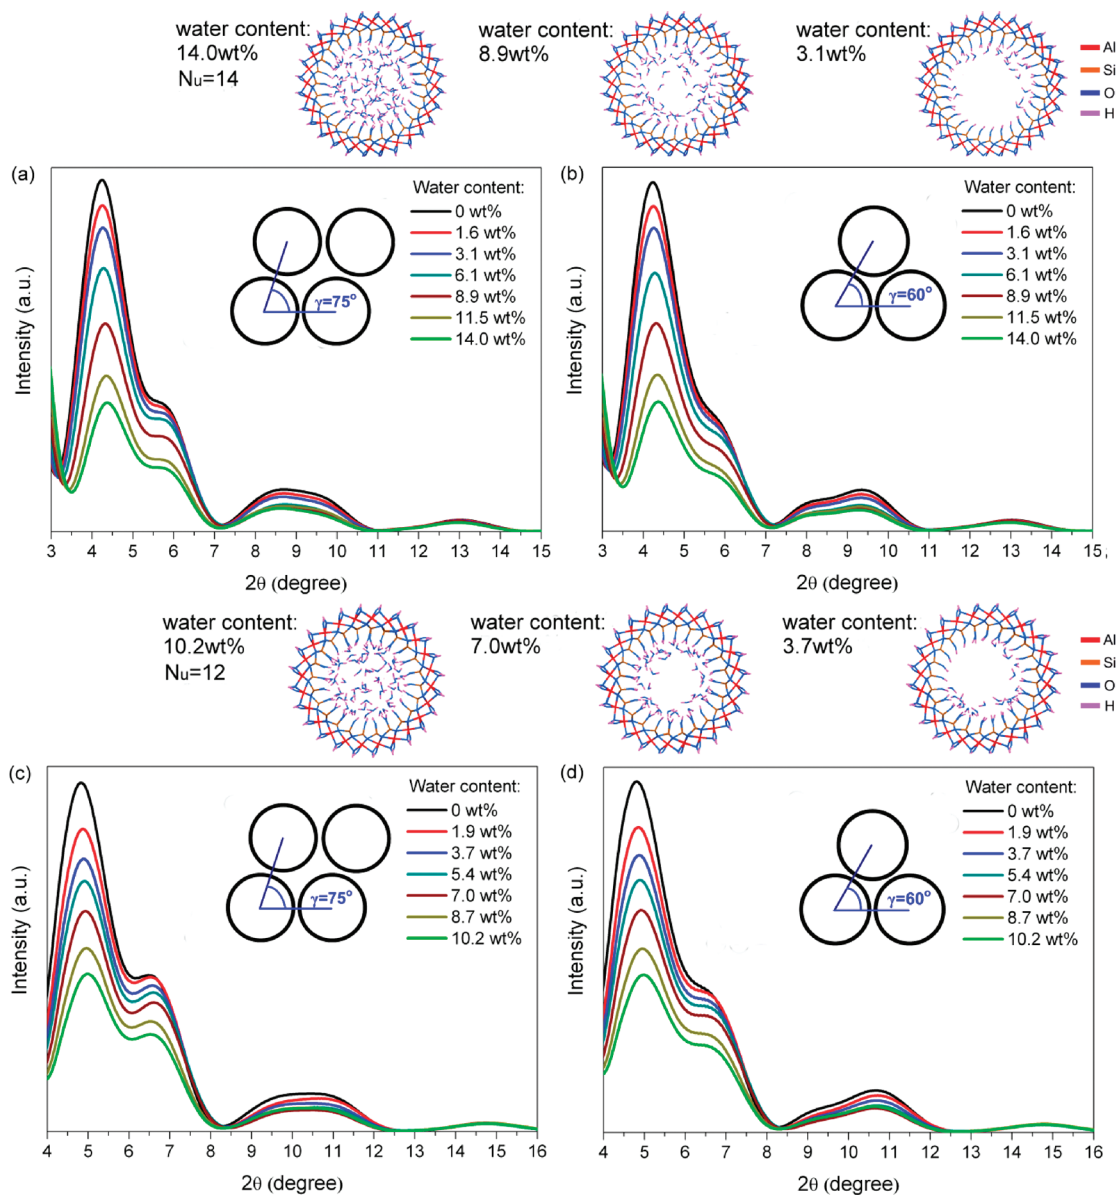 water content:
14.0wt%
Nu=14
water content:
8.9wt%
water content:
3.1wt%
Al
Si
O
H
(a)
Water content:
0 wt%
1.6 wt%
3.1 wt%
6.1 wt%
8.9 wt%
11.5 wt%
14.0 wt%
γ=75°
Intensity (a.u.)
3 4 5 6 7 8 9 10 11 12 13 14 15
2θ (degree)
(b)
Water content:
0 wt%
1.6 wt%
3.1 wt%
6.1 wt%
8.9 wt%
11.5 wt%
14.0 wt%
γ=60°
Intensity (a.u.)
3 4 5 6 7 8 9 10 11 12 13 14 15
2θ (degree)
water content:
10.2wt%
Nu=12
water content:
7.0wt%
water content:
3.7wt%
Al
Si
O
H
(c)
Water content:
0 wt%
1.9 wt%
3.7 wt%
5.4 wt%
7.0 wt%
8.7 wt%
10.2 wt%
γ=75°
Intensity (a.u.)
4 5 6 7 8 9 10 11 12 13 14 15 16
2θ (degree)
(d)
Water content:
0 wt%
1.9 wt%
3.7 wt%
5.4 wt%
7.0 wt%
8.7 wt%
10.2 wt%
γ=60°
Intensity (a.u.)
4 5 6 7 8 9 10 11 12 13 14 15 16
2θ (degree)